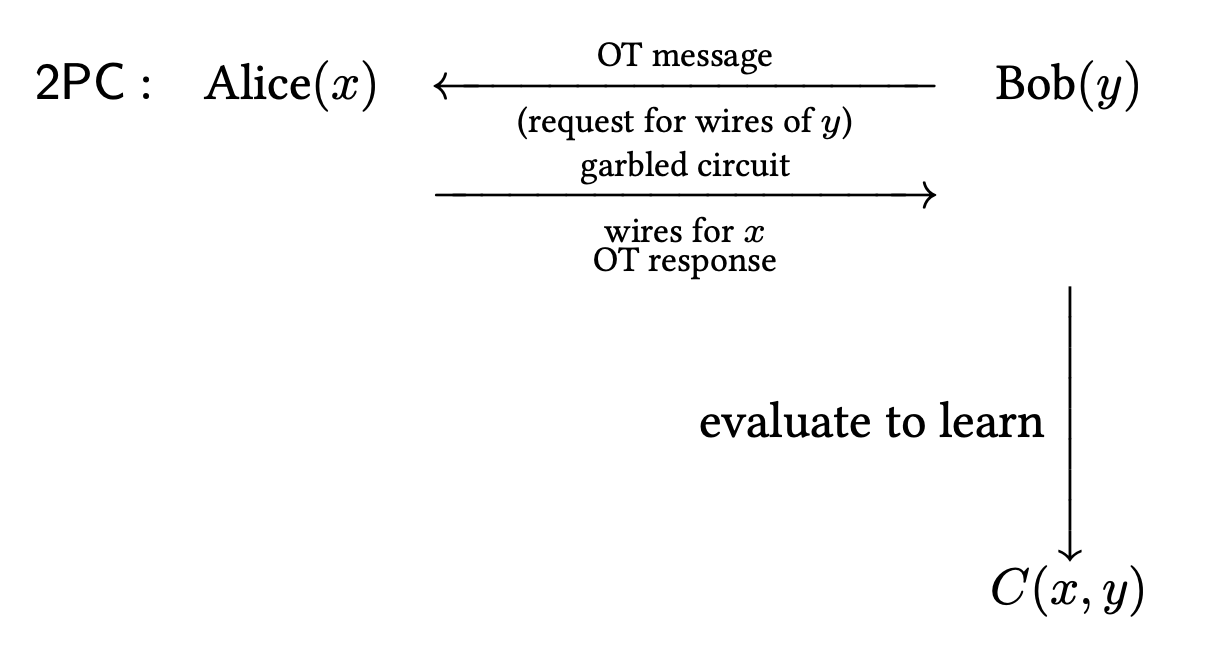 OT message
2PC : Alice(x) Bob(y)
(request for wires of y)
garbled circuit
wires for x
OT response
evaluate to learn
C(x, y)